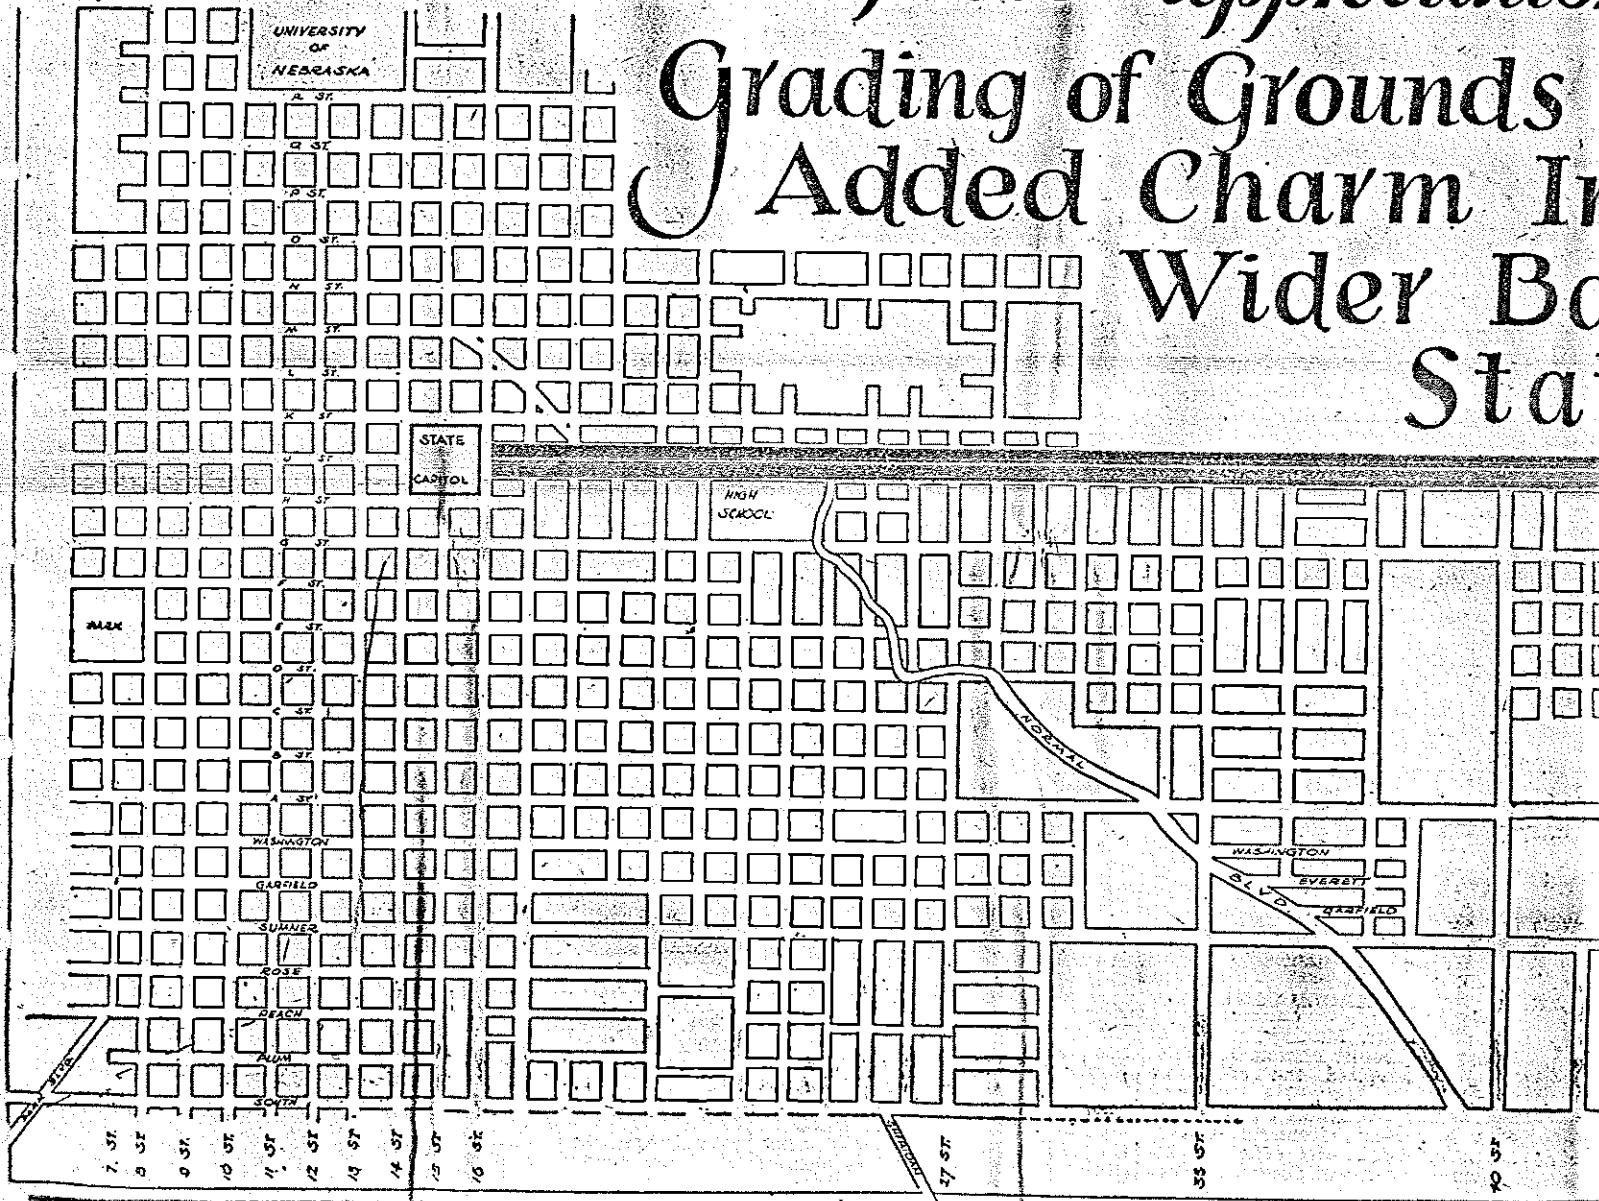 Grading of Grounds
Added Charm
Wider
UNIVERSITY
OF
NEBRASKA
R ST.
Q ST.
P ST.
O ST.
N ST.
M ST.
L ST.
K ST
J ST
H ST
G ST
F ST.
E ST.
D ST.
C ST
B ST.
A ST
WASHINGTON
GARFIELD
SUMNER
ROSE
PEACH
PLUM
SOUTH
STATE
CAPITOL
HIGH
SCHOOL
PARK
NORMAL
BLVD
WASHINGTON
EVERETT
GARFIELD
SHERIDAN
7 ST.
8 ST
9 ST.
10 ST.
11 ST.
12 ST
13 ST
14 ST
15 ST
16 ST.
27 ST.
33 ST.
40 ST